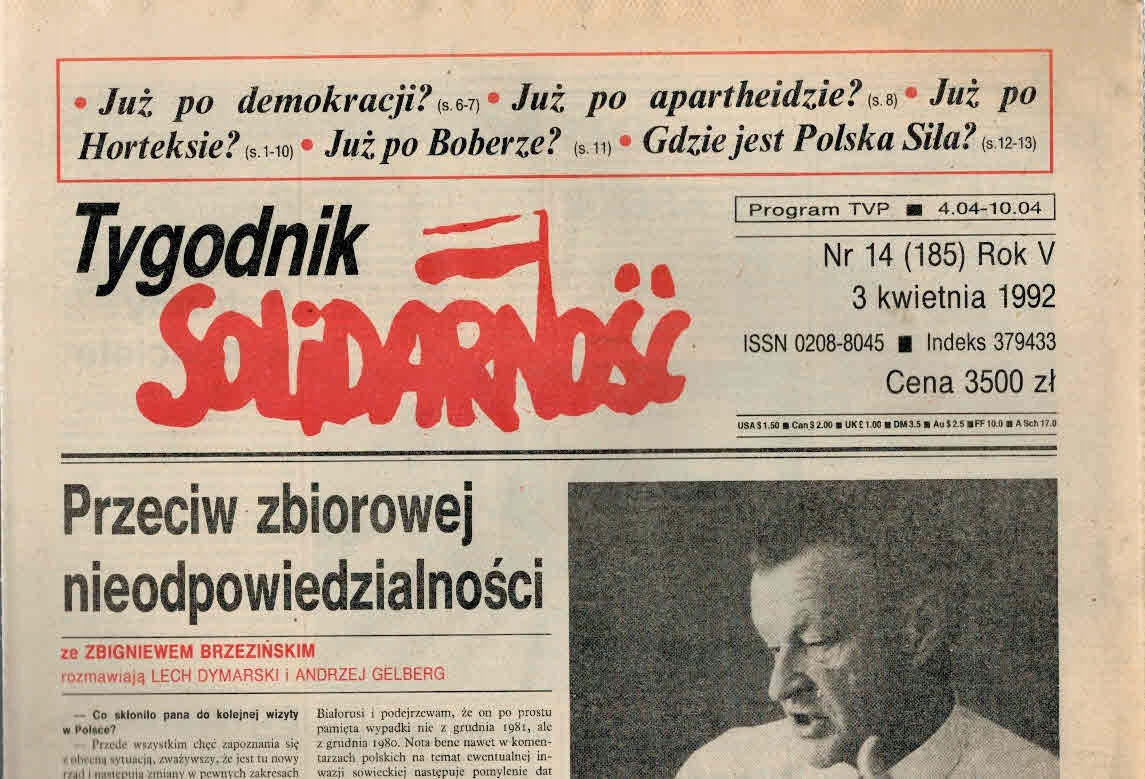 • Już po demokracji? (s. 6-7) • Już po apartheidzie? (s. 8) • Już po
Horteksie? (s. 1-10) • Już po Boberze? (s. 11) • Gdzie jest Polska Siła? (s. 12-13)
Tygodnik
SOLIDARNOŚĆ
Program TVP ■ 4.04-10.04
Nr 14 (185) Rok V
3 kwietnia 1992
ISSN 0208-8045 ■ Indeks 379433
Cena 3500 zł
USA $ 1.50 ■ Can $ 2.00 ■ UK £ 1.00 ■ DM 3.5 ■ Au $ 2.5 ■ FF 10.0 ■ A Sch 17.0
Przeciw zbiorowej
nieodpowiedzialności
ze ZBIGNIEWEM BRZEZIŃSKIM
rozmawiają LECH DYMARSKI i ANDRZEJ GELBERG
— Co skłoniło pana do kolejnej wizyty
w Polsce?
— Przede wszystkim chęć zapoznania się
z obecną sytuacją, zważywszy, że jest tu nowy
rząd i następują zmiany w pewnych zakresach
Białorusi i podejrzewam, że on po prostu
pamięta wypadki nie z grudnia 1981, ale
z grudnia 1980. Nota bene nawet w komen-
tarzach polskich na temat ewentualnej in-
wazji sowieckiej następuje pomylenie dat